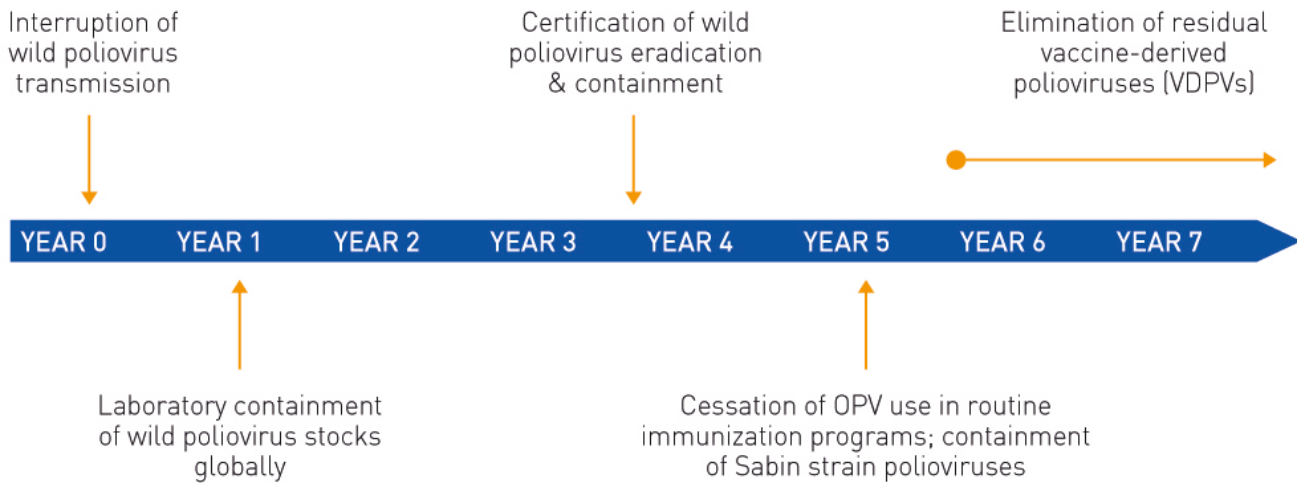 Interruption of
wild poliovirus
transmission
Certification of wild
poliovirus eradication
& containment
Elimination of residual
vaccine-derived
polioviruses (VDPVs)
YEAR 0 YEAR 1 YEAR 2 YEAR 3 YEAR 4 YEAR 5 YEAR 6 YEAR 7
Laboratory containment
of wild poliovirus stocks
globally
Cessation of OPV use in routine
immunization programs; containment
of Sabin strain polioviruses